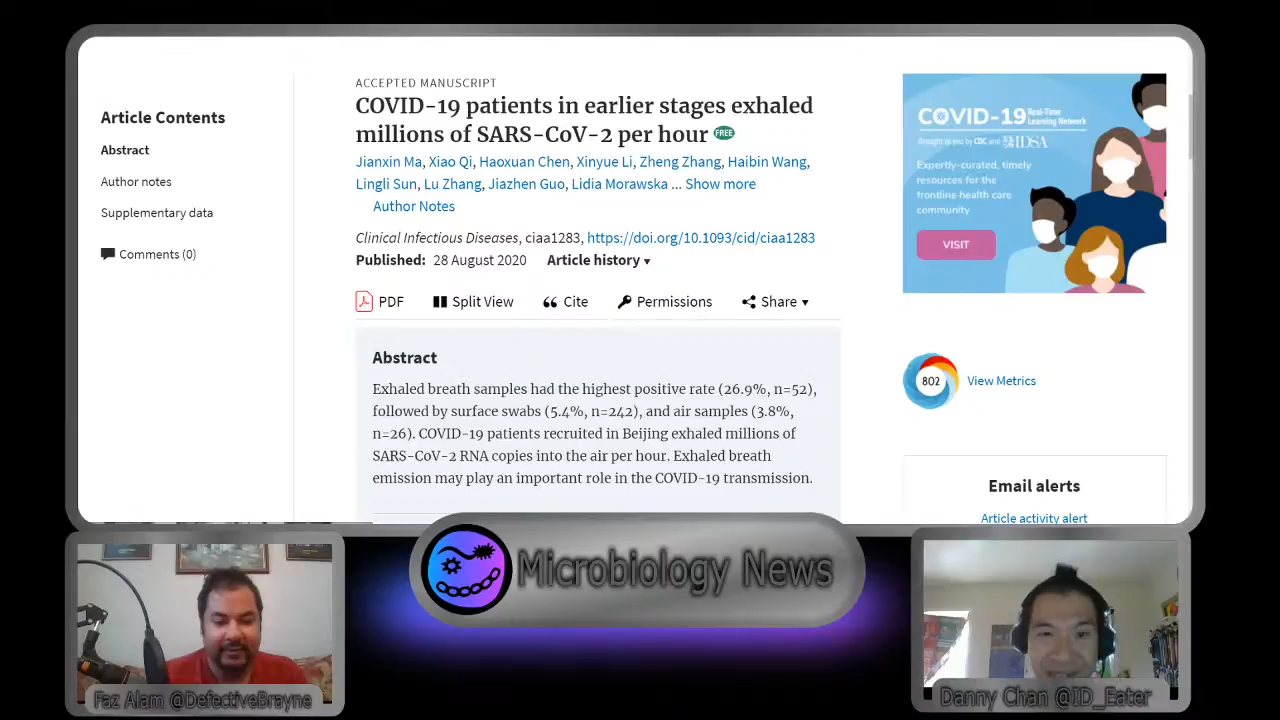 Article Contents
Abstract
Author notes
Supplementary data
Comments (0)
ACCEPTED MANUSCRIPT
COVID-19 patients in earlier stages exhaled
millions of SARS-CoV-2 per hour FREE
Jianxin Ma, Xiao Qi, Haoxuan Chen, Xinyue Li, Zheng Zhang, Haibin Wang,
Lingli Sun, Lu Zhang, Jiazhen Guo, Lidia Morawska ... Show more
Author Notes
Clinical Infectious Diseases, ciaa1283, https://doi.org/10.1093/cid/ciaa1283
Published: 28 August 2020 Article history
PDF Split View Cite Permissions Share
Abstract
Exhaled breath samples had the highest positive rate (26.9%, n=52),
followed by surface swabs (5.4%, n=242), and air samples (3.8%,
n=26). COVID-19 patients recruited in Beijing exhaled millions of
SARS-CoV-2 RNA copies into the air per hour. Exhaled breath
emission may play an important role in the COVID-19 transmission.
COVID-19 Real-Time
Learning Network
Brought to you by CDC and IDSA
Expertly-curated, timely
resources for the
frontline health care
community
VISIT
802 View Metrics
Email alerts
Article activity alert
Microbiology News
Faz Alam @DefectiveBrayne
Danny Chan @ID_Eater